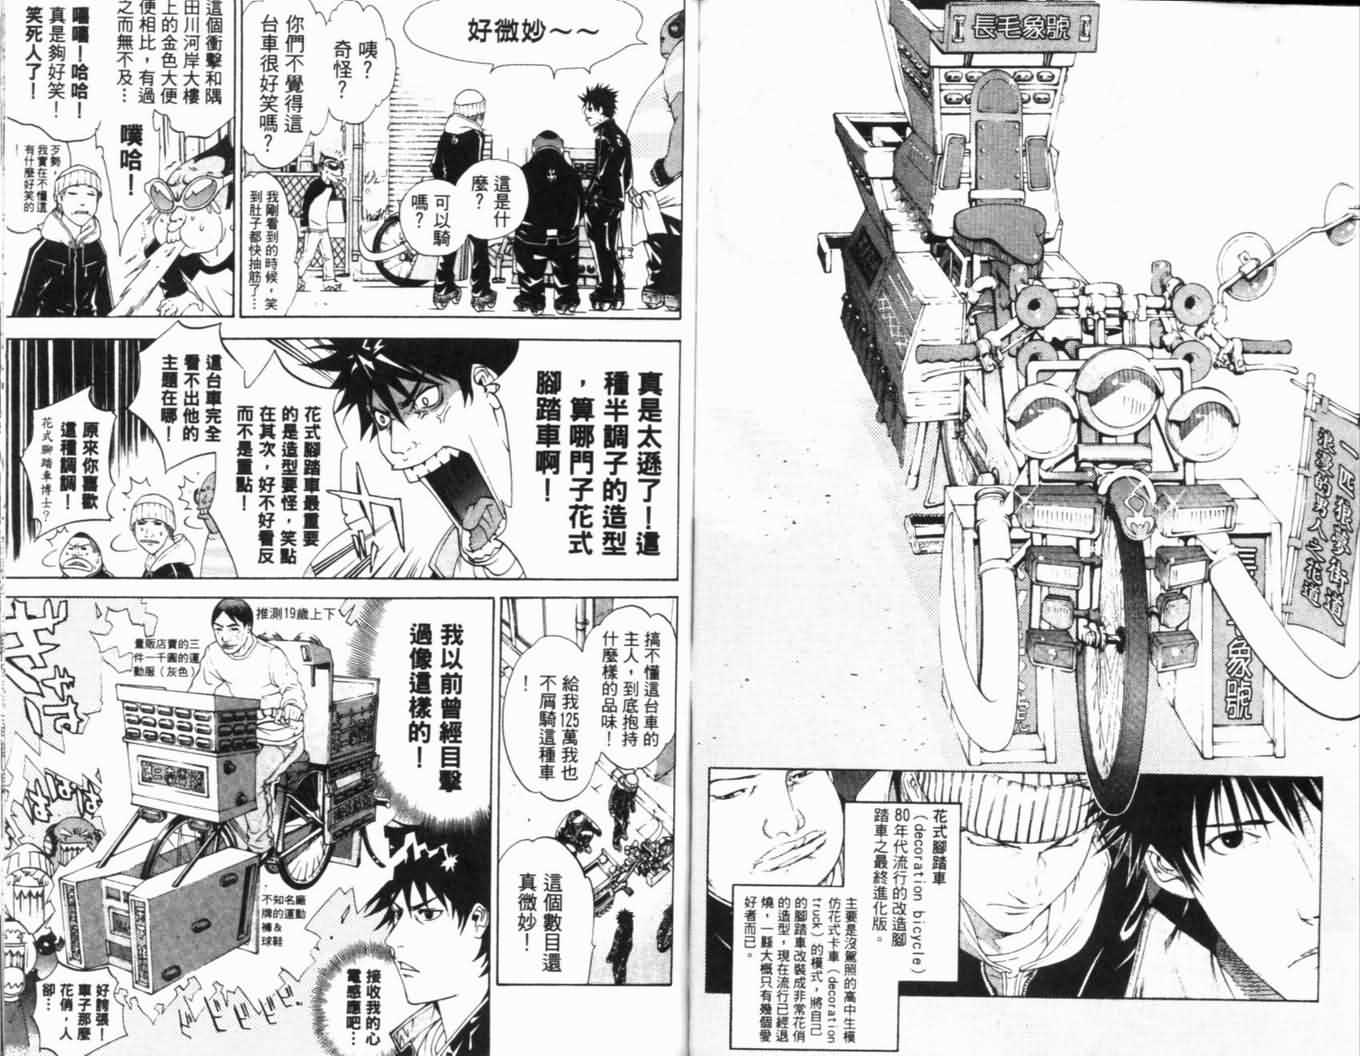 長毛象號
一匹狼家街道、
浪漫的男人之花道
長毛象號
號
花式腳踏車
（decoration bicycle）
80年代流行的改造腳
踏車之最終進化版。
主要是沒駕照的高中生模
仿花式卡車（decoration
truck）的模式，將自己
的腳踏車改裝成非常花俏
的造型，現在流行已經退
燒，一縣大概只有幾個愛
好者而已。
好微妙～～
這是什
麼？
可以騎
嗎？
咦？
奇怪？
你們不覺得這
台車很好笑嗎？
我剛看到的時候，笑
到肚子都快抽筋了…
這個衝擊和隅
田川河岸大樓
上的金色大便
便相比，有過
之而無不及…
噗哈！
嘻嘻！哈哈！
真是夠好笑！
笑死人了！
歹勢，
我實在不懂這
有什麼好笑的
真是太遜了！這
種半調子的造型
，算哪門子花式
腳踏車啊！
花式腳踏車最重要
的是造型要怪，笑點
在其次，好不好看反
而不是重點！
這台車完全
看不出他的
主題在哪！
原來你喜歡
這種調調！
花式腳踏車博士？
搞不懂這台車的
主人，到底抱持
什麼樣的品味！
給我125萬我也
不屑騎這種車
！
這個數目還
真微妙！
我以前曾經目擊
過像這樣的！
推測19歲上下
量販店賣的三
件一千圓的運
動服（灰色）
不知名廠
牌的運動
褲＆
球鞋
接收我的心
電感應吧…
好誇張！
車子那麼
花俏，人
卻…